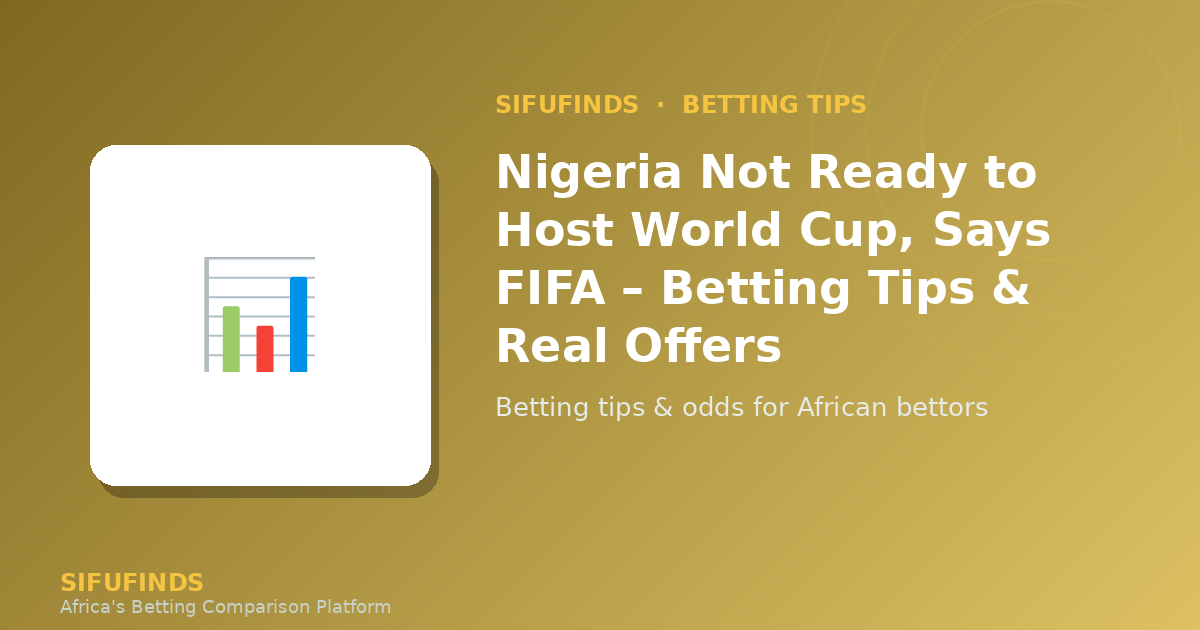 SIFUFINDS · BETTING TIPS
Nigeria Not Ready to
Host World Cup, Says
FIFA – Betting Tips &
Real Offers
Betting tips & odds for African bettors
SIFUFINDS
Africa's Betting Comparison Platform